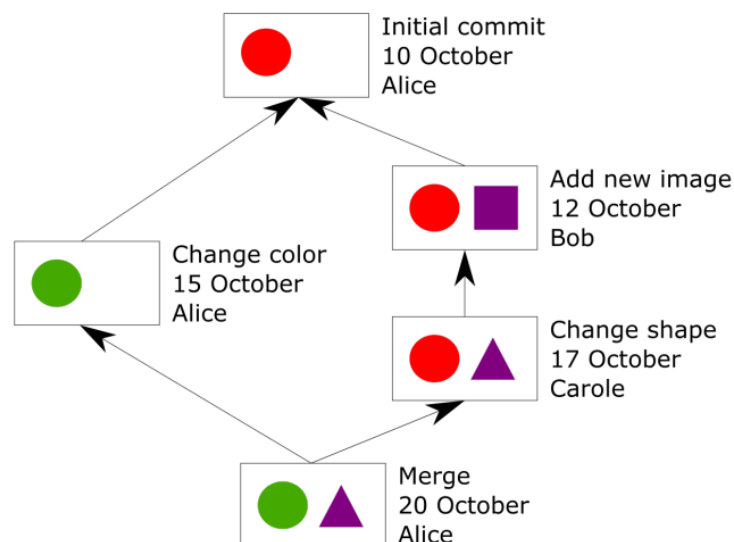 Initial commit
10 October
Alice
Add new image
12 October
Bob
Change color
15 October
Alice
Change shape
17 October
Carole
Merge
20 October
Alice